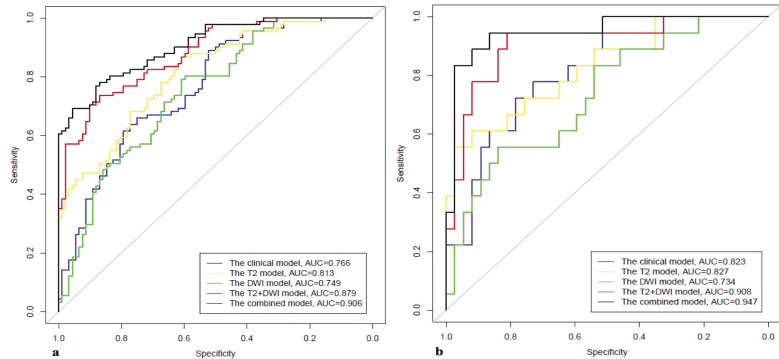 1.0
0.8
0.6
0.4
0.2
0.0
Sensitivity
The clinical model, AUC=0.766
The T2 model, AUC=0.813
The DWI model, AUC=0.749
The T2+DWI model, AUC=0.879
The combined model, AUC=0.906
1.0 0.8 0.6 0.4 0.2 0.0
a
Specificity
1.0
0.8
0.6
0.4
0.2
0.0
Sensitivity
The clinical model, AUC=0.823
The T2 model, AUC=0.827
The DWI model, AUC=0.734
The T2+DWI model, AUC=0.908
The combined model, AUC=0.947
1.0 0.8 0.6 0.4 0.2 0.0
b
Specificity